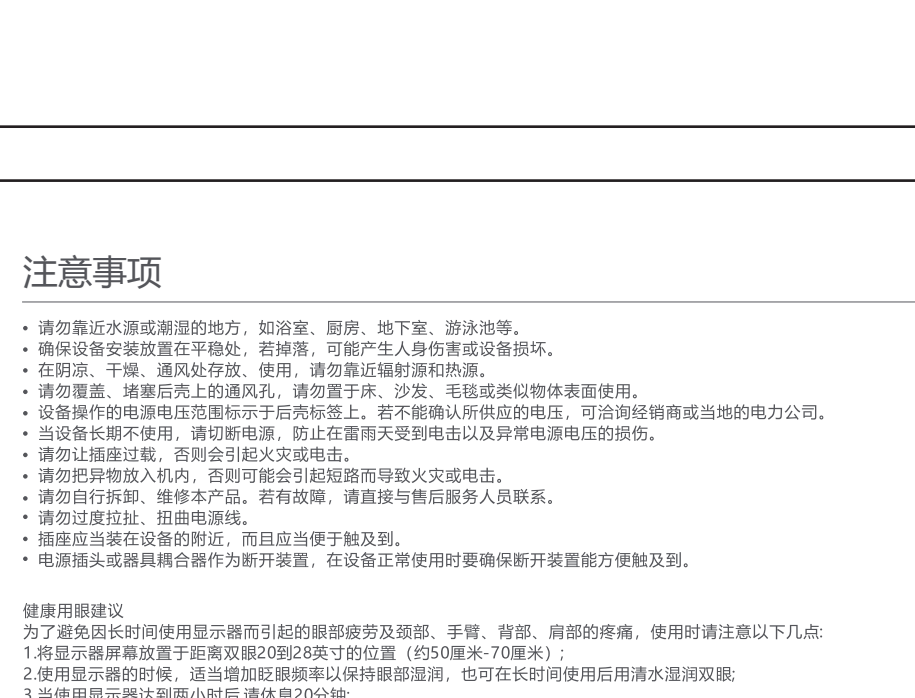 注意事项
• 请勿靠近水源或潮湿的地方，如浴室、厨房、地下室、游泳池等。
• 确保设备安装放置在平稳处，若掉落，可能产生人身伤害或设备损坏。
• 在阴凉、干燥、通风处存放、使用，请勿靠近辐射源和热源。
• 请勿覆盖、堵塞后壳上的通风孔，请勿置于床、沙发、毛毯或类似物体表面使用。
• 设备操作的电源电压范围标示于后壳标签上。若不能确认所供应的电压，可洽询经销商或当地的电力公司。
• 当设备长期不使用，请切断电源，防止在雷雨天受到电击以及异常电源电压的损伤。
• 请勿让插座过载，否则会引起火灾或电击。
• 请勿把异物放入机内，否则可能会引起短路而导致火灾或电击。
• 请勿自行拆卸、维修本产品。若有故障，请直接与售后服务人员联系。
• 请勿过度拉扯、扭曲电源线。
• 插座应当装在设备的附近，而且应当便于触及到。
• 电源插头或器具耦合器作为断开装置，在设备正常使用时要确保断开装置能方便触及到。
健康用眼建议
为了避免因长时间使用显示器而引起的眼部疲劳及颈部、手臂、背部、肩部的疼痛，使用时请注意以下几点:
1.将显示器屏幕放置于距离双眼20到28英寸的位置（约50厘米-70厘米）;
2.使用显示器的时候，适当增加眨眼频率以保持眼部湿润，也可在长时间使用后用清水湿润双眼;
3.当使用显示器达到两小时后,请休息20分钟;